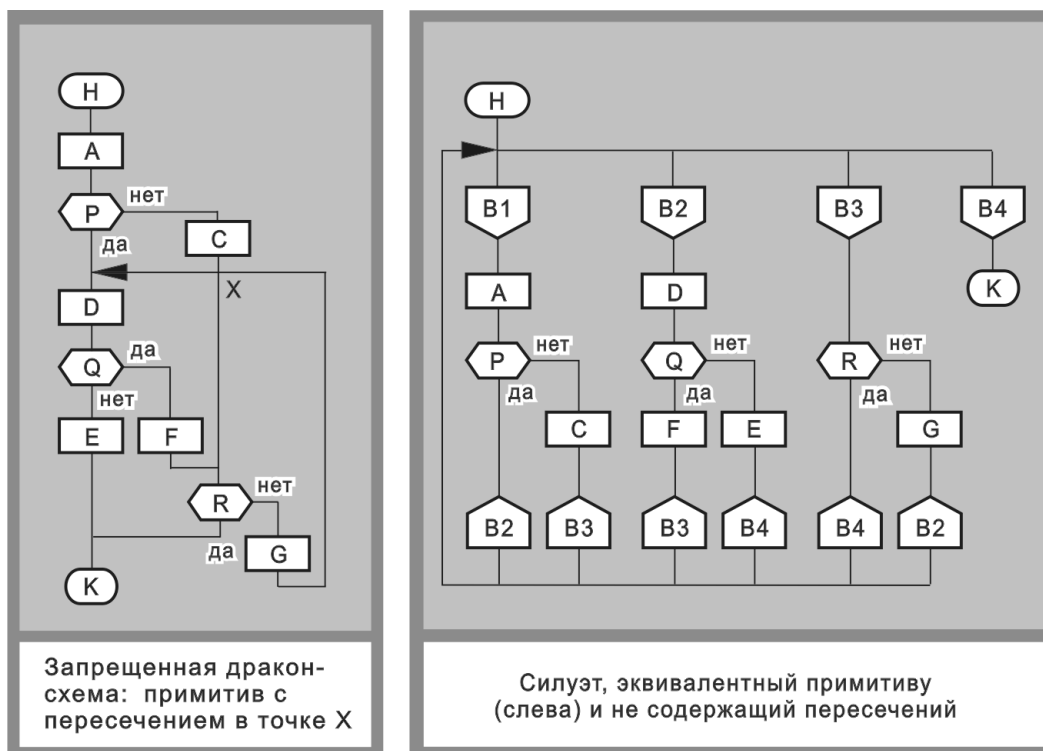 H
A
P
нет
да
C
X
D
Q
да
нет
E
F
R
нет
да
G
K
Запрещенная дракон-
схема: примитив с
пересечением в точке X
H
B1
B2
B3
B4
A
D
K
P
нет
да
Q
нет
да
R
нет
да
C
F
E
G
B2
B3
B3
B4
B4
B2
Силуэт, эквивалентный примитиву
(слева) и не содержащий пересечений